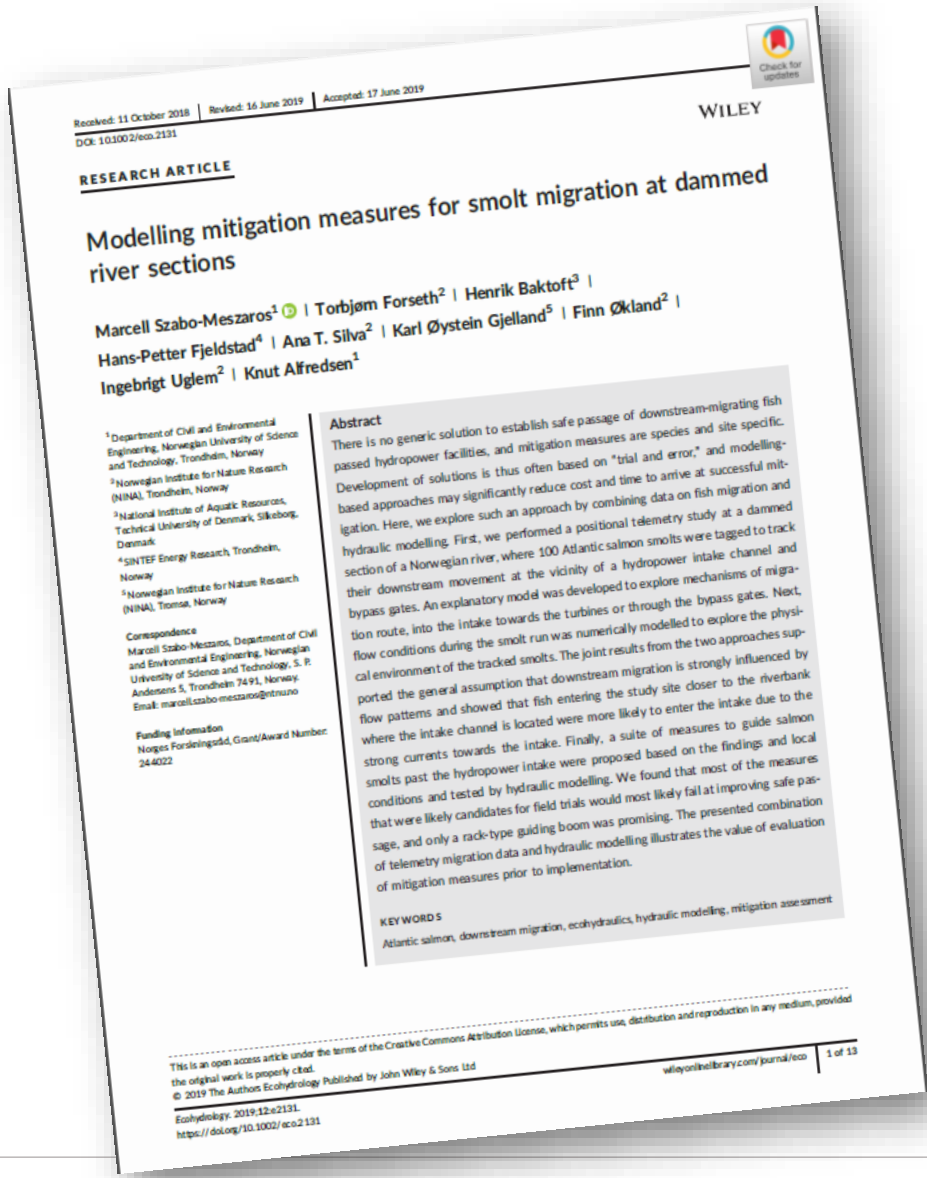 Check for
updates
Received: 11 October 2018 | Revised: 16 June 2019 | Accepted: 17 June 2019
DOI: 10.1002/eco.2131
WILEY
RESEARCH ARTICLE
Modelling mitigation measures for smolt migration at dammed
river sections
Marcell Szabo-Meszaros1 iD | Torbjørn Forseth2 | Henrik Baktoft3 |
Hans-Petter Fjeldstad4 | Ana T. Silva2 | Karl Øystein Gjelland5 | Finn Økland2 |
Ingebrigt Uglem2 | Knut Alfredsen1
1Department of Civil and Environmental
Engineering, Norwegian University of Science
and Technology, Trondheim, Norway
2Norwegian Institute for Nature Research
(NINA), Trondheim, Norway
3National Institute of Aquatic Resources,
Technical University of Denmark, Silkeborg,
Denmark
4SINTEF Energy Research, Trondheim,
Norway
5Norwegian Institute for Nature Research
(NINA), Tromsø, Norway
Correspondence
Marcell Szabo-Meszaros, Department of Civil
and Environmental Engineering, Norwegian
University of Science and Technology, S. P.
Andersens 5, Trondheim 7491, Norway.
Email: marcell.szabo-meszaros@ntnu.no
Funding information
Norges Forskningsråd, Grant/Award Number:
244022
Abstract
There is no generic solution to establish safe passage of downstream-migrating fish
passed hydropower facilities, and mitigation measures are species and site specific.
Development of solutions is thus often based on "trial and error," and modelling-
based approaches may significantly reduce cost and time to arrive at successful mit-
igation. Here, we explore such an approach by combining data on fish migration and
hydraulic modelling. First, we performed a positional telemetry study at a dammed
section of a Norwegian river, where 100 Atlantic salmon smolts were tagged to track
their downstream movement at the vicinity of a hydropower intake channel and
bypass gates. An explanatory model was developed to explore mechanisms of migra-
tion route, into the intake towards the turbines or through the bypass gates. Next,
flow conditions during the smolt run was numerically modelled to explore the physi-
cal environment of the tracked smolts. The joint results from the two approaches sup-
ported the general assumption that downstream migration is strongly influenced by
flow patterns and showed that fish entering the study site closer to the riverbank
where the intake channel is located were more likely to enter the intake due to the
strong currents towards the intake. Finally, a suite of measures to guide salmon
smolts past the hydropower intake were proposed based on the findings and local
conditions and tested by hydraulic modelling. We found that most of the measures
that were likely candidates for field trials would most likely fail at improving safe pas-
sage, and only a rack-type guiding boom was promising. The presented combination
of telemetry migration data and hydraulic modelling illustrates the value of evaluation
of mitigation measures prior to implementation.
KEYWORDS
Atlantic salmon, downstream migration, ecohydraulics, hydraulic modelling, mitigation assessment
This is an open access article under the terms of the Creative Commons Attribution License, which permits use, distribution and reproduction in any medium, provided
the original work is properly cited.
© 2019 The Authors Ecohydrology Published by John Wiley & Sons Ltd
Ecohydrology. 2019;12:e2131.
https://doi.org/10.1002/eco.2131
wileyonlinelibrary.com/journal/eco | 1 of 13